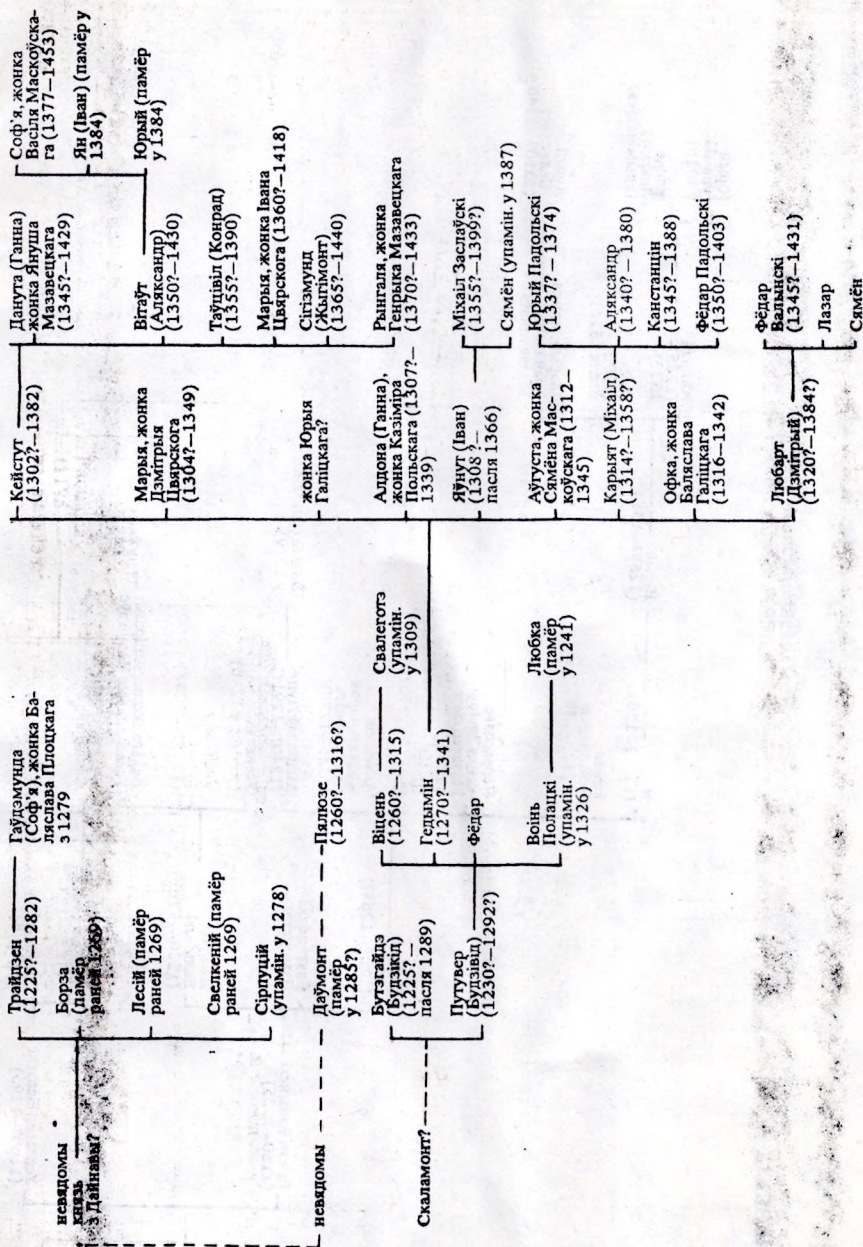 невядомы
князь
з Дайнавы?
невядомы
Скаламонт?
Трайдзен
(1225?—1282)
Борза
(памёр
раней 1269)
Лесій (памёр
раней 1269)
Свелкеній (памёр
раней 1269)
Сірпуцій
(упамін. у 1278)
Даўмонт
(памёр
у 1285?)
Бутэгайдэ
(Будзікід)
(1225? —
пасля 1289)
Путувер
(Будзівід)
(1230?—1292?)
Гаўдэмунда
(Соф'я), жонка Ба-
ляслава Плоцкага
з 1279
Пялюзе
(1260?—1316?)
Віцень
(1260?—1315)
Гедымін
(1270?—1341)
Фёдар
Воінь
Полацкі
(упамін.
у 1326)
Свалеготэ
(упамін.
у 1309)
Любка
(памёр
у 1241)
Кейстут
(1302?—1382)
Марыя, жонка
Дзмітрыя
Цвярскога
(1304?—1349)
жонка Юрыя
Галіцкага?
Алдона (Ганна),
жонка Казіміра
Польскага (1307?—
1339)
Яўнут (Іван)
(1308 ?—
пасля 1366)
Аўгуста, жонка
Сямёна Мас-
коўскага (1312—
1345)
Карыят (Міхаіл)
(1314?—1358?)
Офка, жонка
Баляслава
Галіцкага
(1316—1342)
Любарт
(Дзмітрый)
(1320?—1384?)
Данута (Ганна)
жонка Януша
Мазавецкага
(1345?—1429)
Вітаўт
(Аляксандр)
(1350?—1430)
Таўцівіл (Конрад)
(1355?—1390)
Марыя, жонка Івана
Цвярскога (1360?—1418)
Сігізмунд
(Жыгімонт)
(1365?—1440)
Рынгаля, жонка
Генрыка Мазавецкага
(1370?—1433)
Міхаіл Заслаўскі
(1355?—1399?)
Сямён (упамін. у 1387)
Юрый Падольскі
(1337? — 1374)
Аляксандр
(1340? — 1380)
Канстанцін
(1345?—1388)
Фёдар Падольскі
(1350?—1403)
Фёдар
Валынскі
(1345?—1431)
Лазар
Сямён
Соф'я, жонка
Васіля Маскоўска-
га (1377—1453)
Ян (Іван) (памёр у
1384)
Юрый (памёр
у 1384)